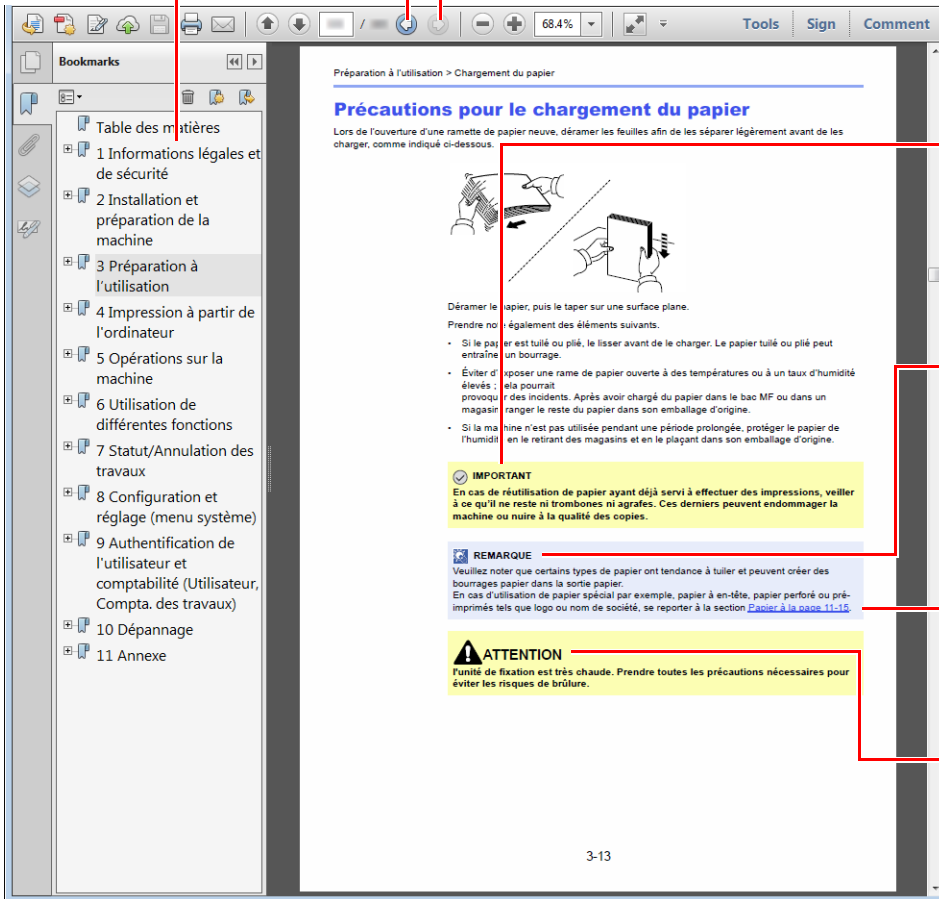 68.4%
Tools
Sign
Comment
Bookmarks
Table des matières
1 Informations légales et
de sécurité
2 Installation et
préparation de la
machine
3 Préparation à
l'utilisation
4 Impression à partir de
l'ordinateur
5 Opérations sur la
machine
6 Utilisation de
différentes fonctions
7 Statut/Annulation des
travaux
8 Configuration et
réglage (menu système)
9 Authentification de
l'utilisateur et
comptabilité (Utilisateur,
Compta. des travaux)
10 Dépannage
11 Annexe
Préparation à l'utilisation > Chargement du papier
Précautions pour le chargement du papier
Lors de l'ouverture d'une ramette de papier neuve, déramer les feuilles afin de les séparer légèrement avant de les
charger, comme indiqué ci-dessous.
Déramer le papier, puis le taper sur une surface plane.
Prendre note également des éléments suivants.
• Si le papier est tuilé ou plié, le lisser avant de le charger. Le papier tuilé ou plié peut
entraîner un bourrage.
• Éviter d'exposer une rame de papier ouverte à des températures ou à un taux d'humidité
élevés ; cela pourrait
provoquer des incidents. Après avoir chargé du papier dans le bac MF ou dans un
magasin, ranger le reste du papier dans son emballage d'origine.
• Si la machine n'est pas utilisée pendant une période prolongée, protéger le papier de
l'humidité en le retirant des magasins et en le plaçant dans son emballage d'origine.
IMPORTANT
En cas de réutilisation de papier ayant déjà servi à effectuer des impressions, veiller
à ce qu'il ne reste ni trombones ni agrafes. Ces derniers peuvent endommager la
machine ou nuire à la qualité des copies.
REMARQUE
Veuillez noter que certains types de papier ont tendance à tuiler et peuvent créer des
bourrages papier dans la sortie papier.
En cas d'utilisation de papier spécial par exemple, papier à en-tête, papier perforé ou pré-
imprimés tels que logo ou nom de société, se reporter à la section Papier à la page 11-15.
ATTENTION
l'unité de fixation est très chaude. Prendre toutes les précautions nécessaires pour
éviter les risques de brûlure.
3-13